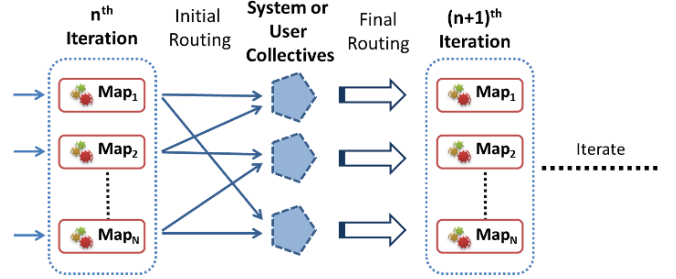 nth
Iteration
Initial
Routing
System or
User
Collectives
Final
Routing
(n+1)th
Iteration
Map1
Map2
MapN
Map1
Map2
MapN
Iterate